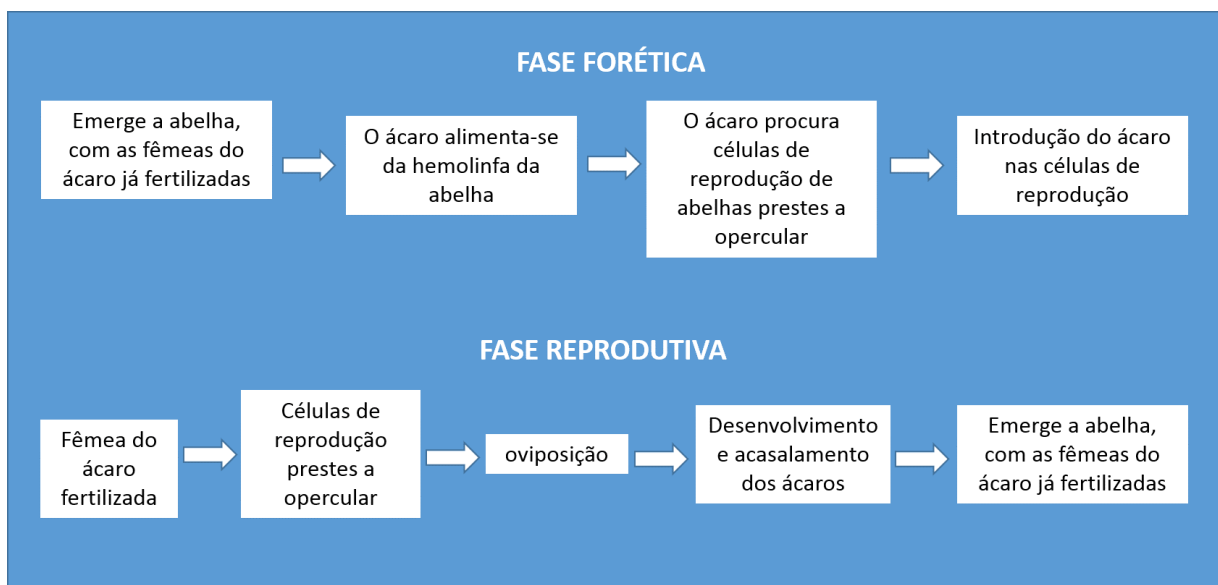 FASE FORÉTICA
Emerge a abelha,
com as fêmeas do
ácaro já fertilizadas
O ácaro alimenta-se
da hemolinfa da
abelha
O ácaro procura
células de
reprodução de
abelhas prestes a
opercular
Introdução do ácaro
nas células de
reprodução
FASE REPRODUTIVA
Fêmea do
ácaro
fertilizada
Células de
reprodução
prestes a
opercular
oviposição
Desenvolvimento
e acasalamento
dos ácaros
Emerge a abelha,
com as fêmeas do
ácaro já fertilizadas